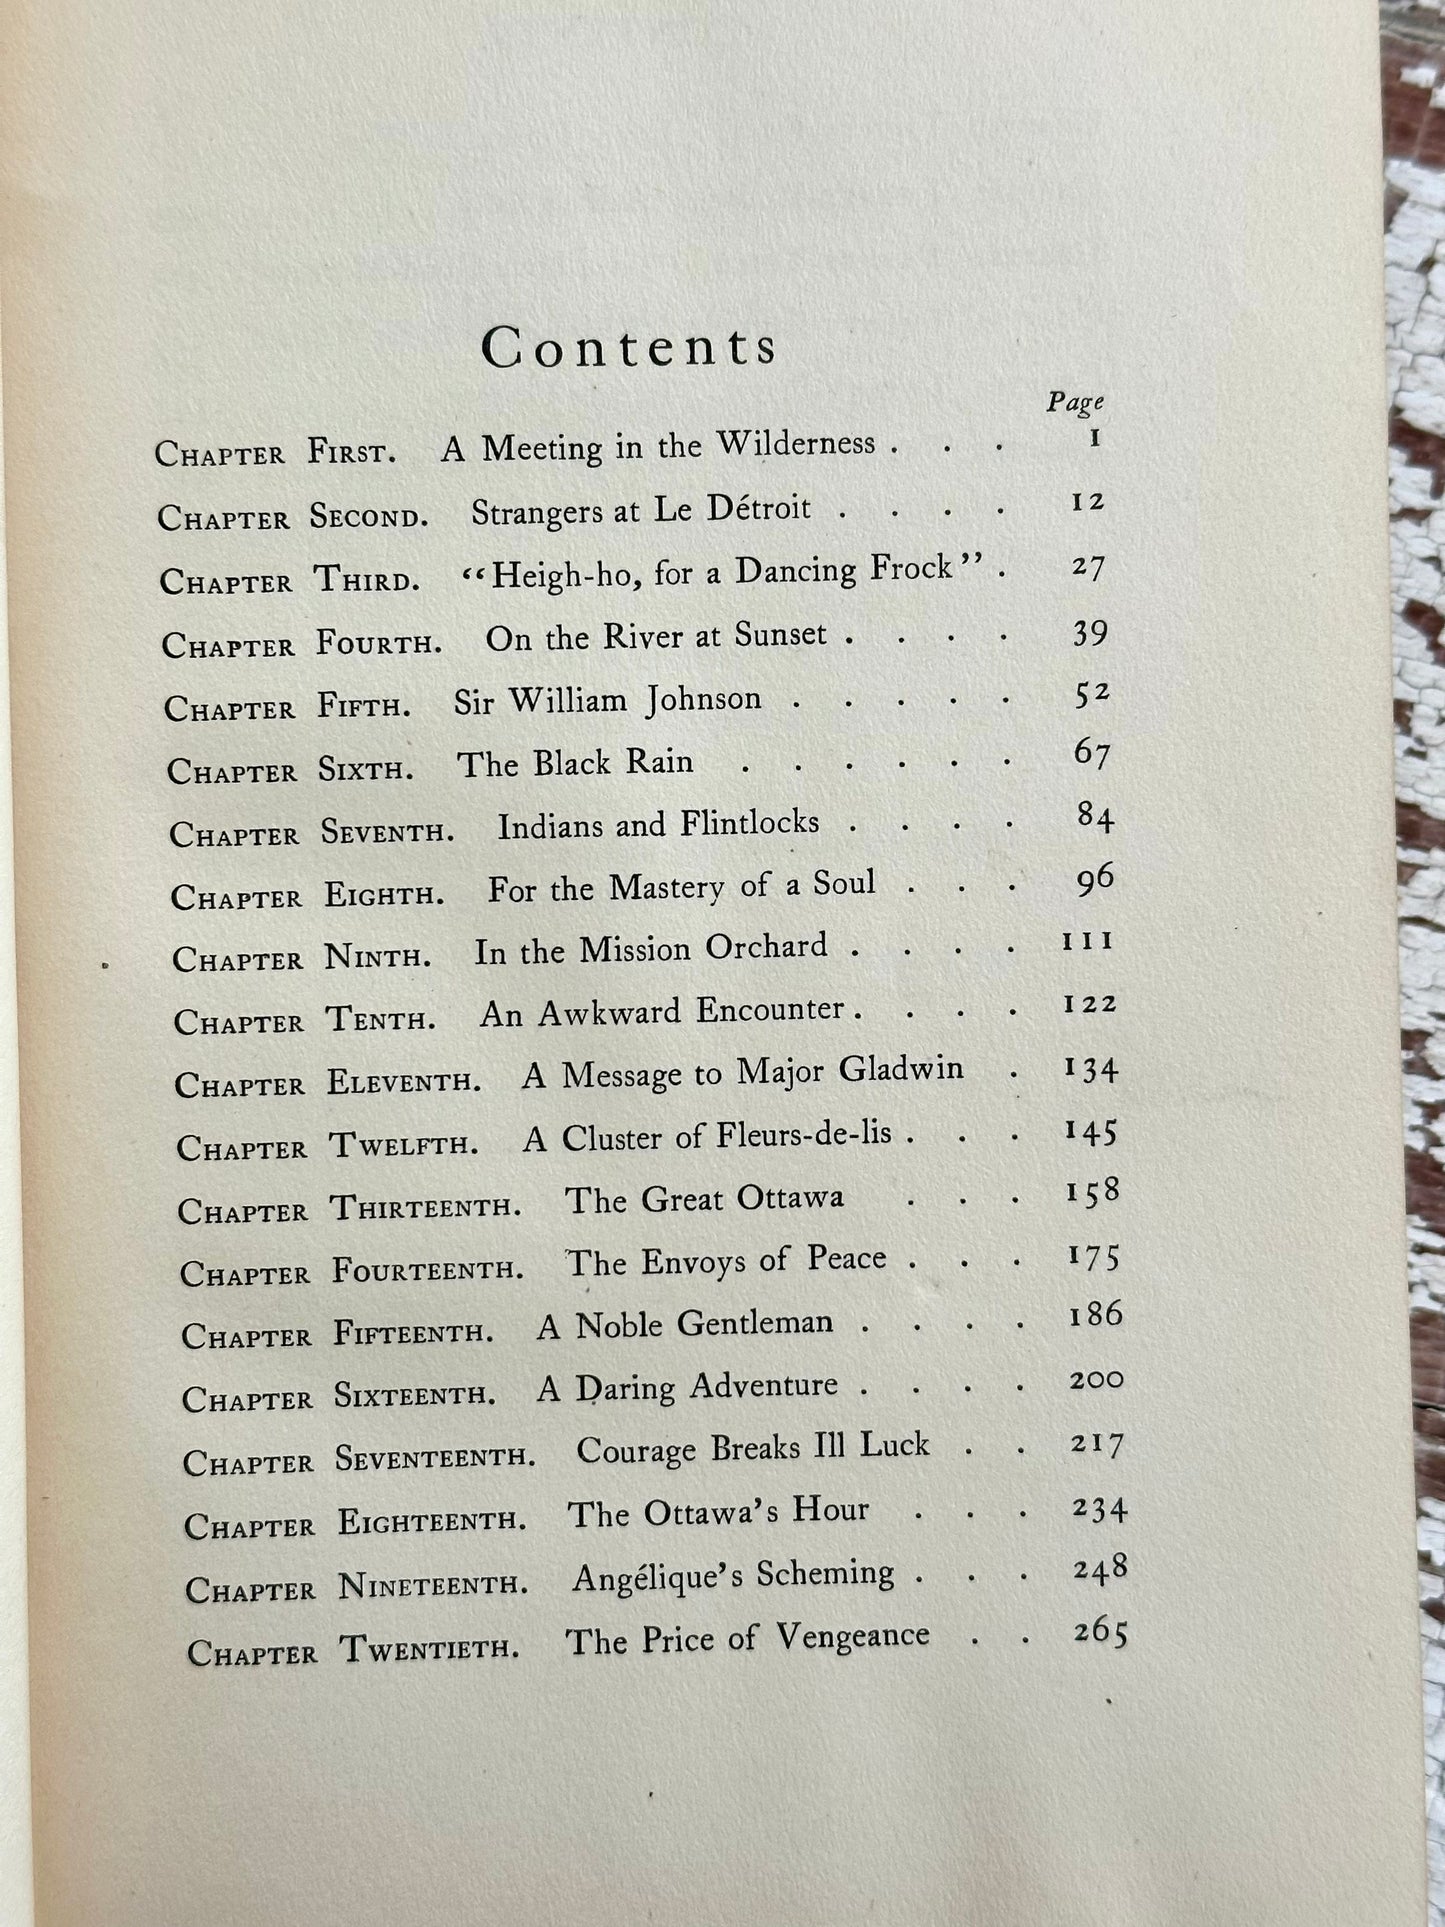 Contents
Page
Chapter First. A Meeting in the Wilderness . . . 1
Chapter Second. Strangers at Le Détroit . . . . 12
Chapter Third. “Heigh-ho, for a Dancing Frock” . 27
Chapter Fourth. On the River at Sunset . . . . 39
Chapter Fifth. Sir William Johnson . . . . . 52
Chapter Sixth. The Black Rain . . . . . . 67
Chapter Seventh. Indians and Flintlocks . . . . 84
Chapter Eighth. For the Mastery of a Soul . . . 96
Chapter Ninth. In the Mission Orchard . . . . 111
Chapter Tenth. An Awkward Encounter . . . . 122
Chapter Eleventh. A Message to Major Gladwin . 134
Chapter Twelfth. A Cluster of Fleurs-de-lis . . . 145
Chapter Thirteenth. The Great Ottawa . . . 158
Chapter Fourteenth. The Envoys of Peace . . . 175
Chapter Fifteenth. A Noble Gentleman . . . . 186
Chapter Sixteenth. A Daring Adventure . . . . 200
Chapter Seventeenth. Courage Breaks Ill Luck . . 217
Chapter Eighteenth. The Ottawa’s Hour . . . 234
Chapter Nineteenth. Angélique’s Scheming . . . 248
Chapter Twentieth. The Price of Vengeance . . 265